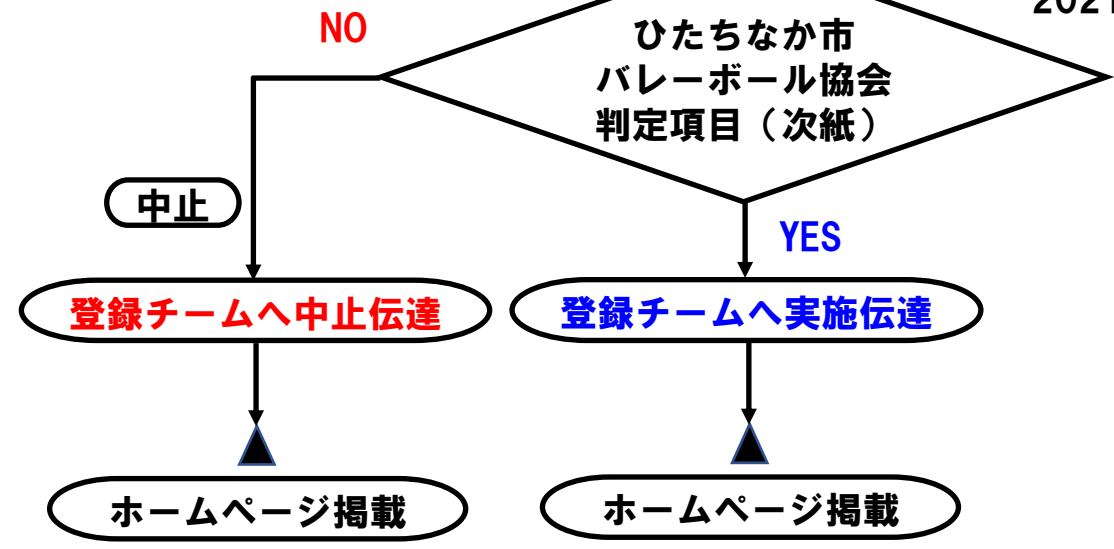 2021
NO
ひたちなか市
バレーボール協会
判定項目（次紙）
中止
YES
登録チームへ中止伝達
登録チームへ実施伝達
ホームページ掲載
ホームページ掲載